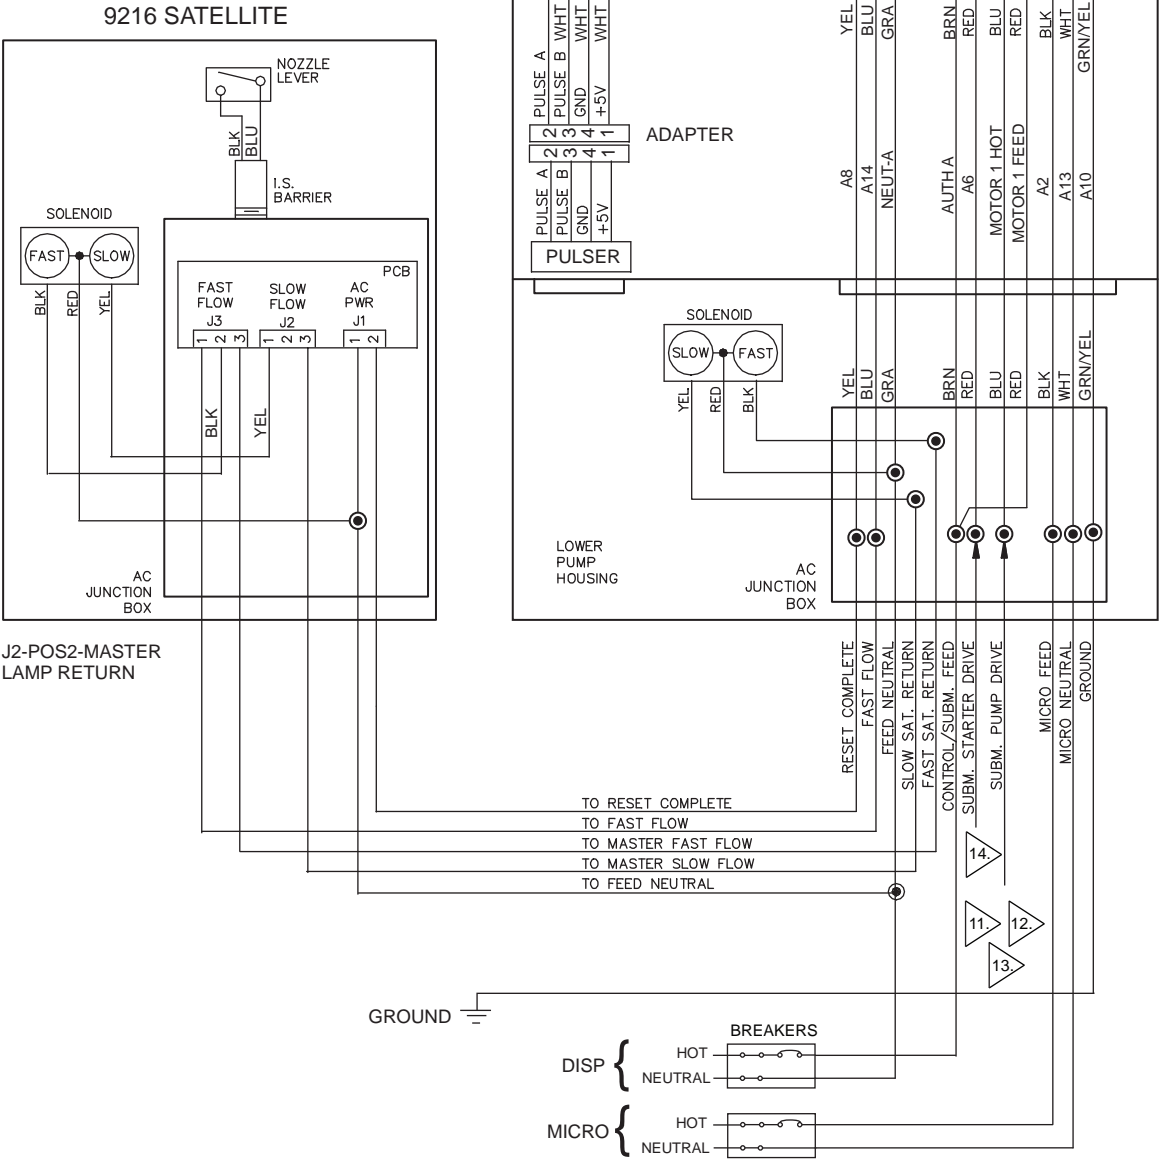 9216 SATELLITE
NOZZLE
LEVER
BLK
BLU
I.S.
BARRIER
SOLENOID
FAST
SLOW
BLK
RED
YEL
PCB
FAST
FLOW
J3
SLOW
FLOW
J2
AC
PWR
J1
1 2 3
1 2 3
1 2
BLK
YEL
AC
JUNCTION
BOX
J2-POS2-MASTER
LAMP RETURN
PULSE A
PULSE B WHT
GND WHT
+5V WHT
2 3 4 1
2 3 4 1
ADAPTER
PULSE A
PULSE B
GND
+5V
PULSER
YEL
BLU
GRA
BRN
RED
BLU
RED
BLK
WHT
GRN/YEL
A8
A14
NEUT-A
AUTH A
A6
MOTOR 1 HOT
MOTOR 1 FEED
A2
A13
A10
SOLENOID
SLOW
FAST
YEL
RED
BLK
YEL
BLU
GRA
BRN
RED
BLU
RED
BLK
WHT
GRN/YEL
LOWER
PUMP
HOUSING
AC
JUNCTION
BOX
RESET COMPLETE
FAST FLOW
FEED NEUTRAL
SLOW SAT. RETURN
FAST SAT. RETURN
CONTROL/SUBM. FEED
SUBM. STARTER DRIVE
SUBM. PUMP DRIVE
MICRO FEED
MICRO NEUTRAL
GROUND
TO RESET COMPLETE
TO FAST FLOW
TO MASTER FAST FLOW
TO MASTER SLOW FLOW
TO FEED NEUTRAL
14.
11.
12.
13.
GROUND
BREAKERS
DISP
HOT
NEUTRAL
MICRO
HOT
NEUTRAL